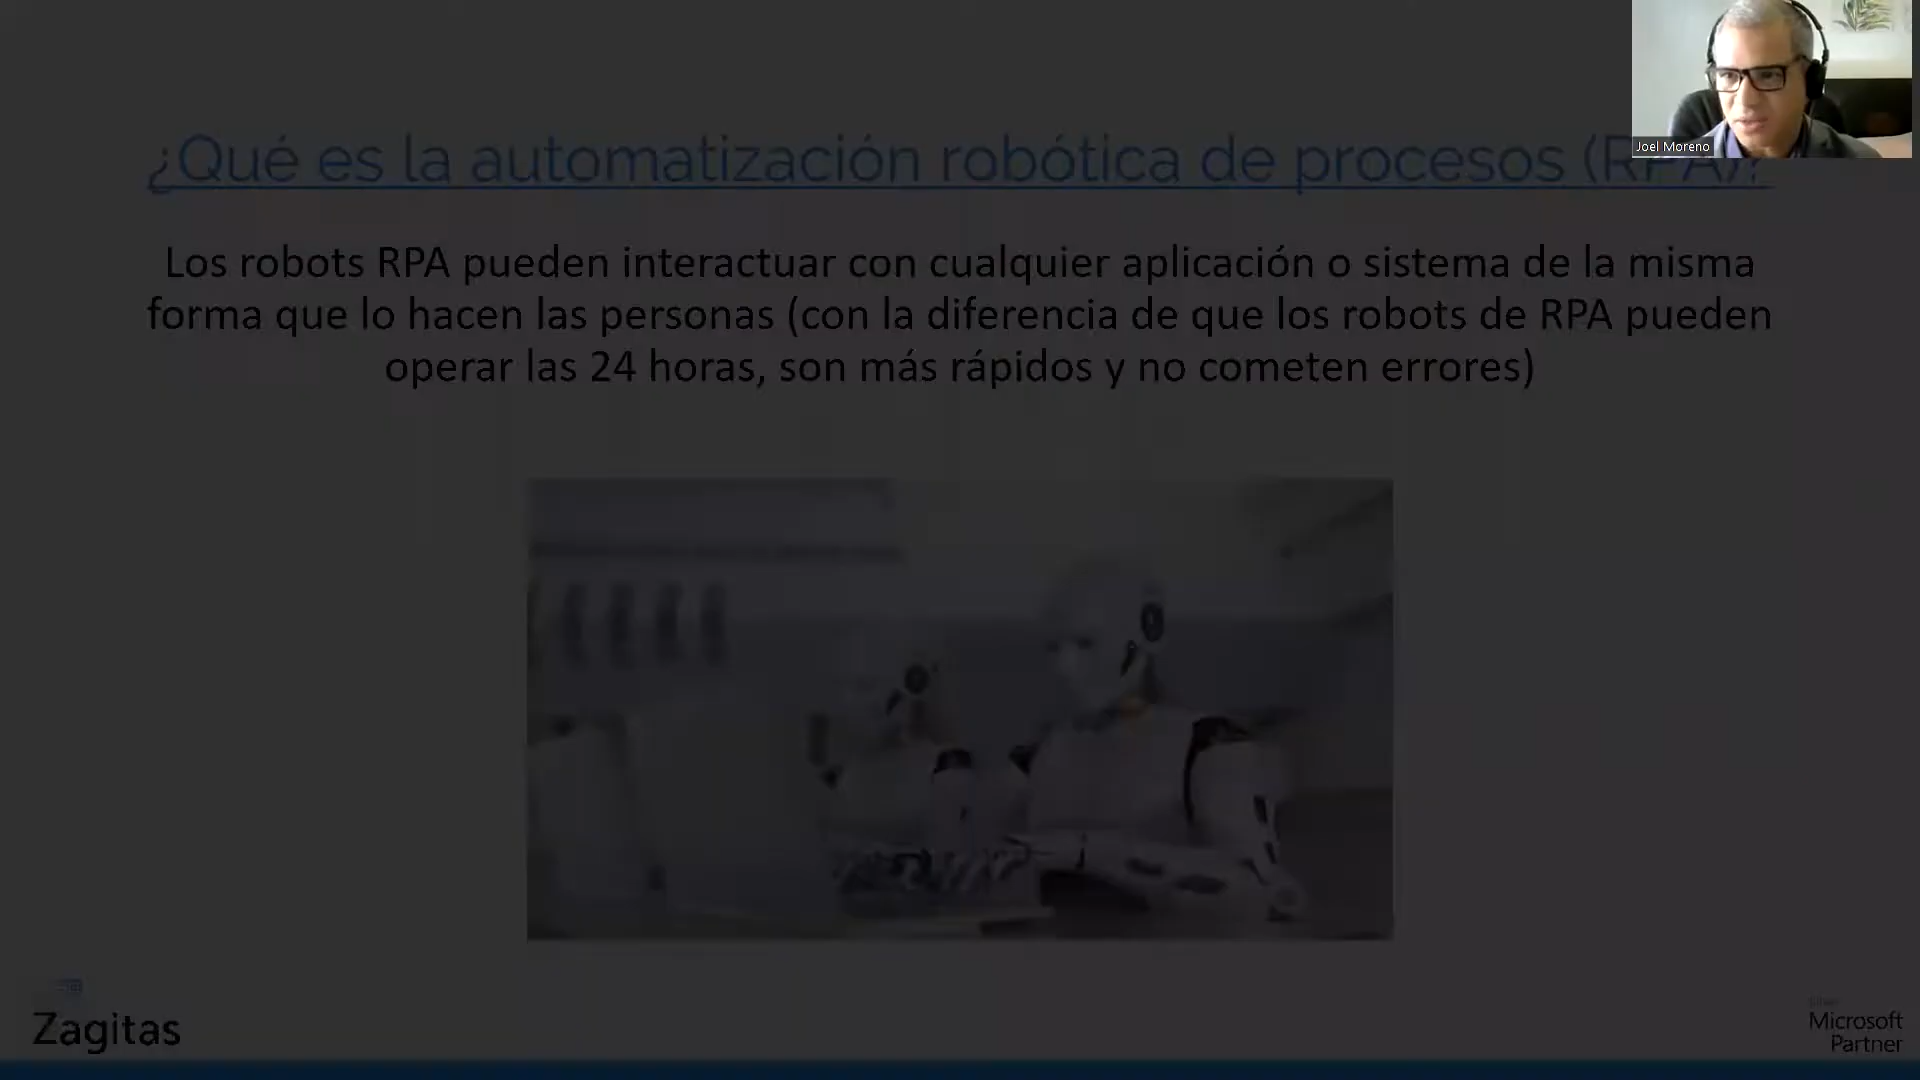 ¿Qué es la automatización robótica de procesos (RPA)?
Joel Moreno
Los robots RPA pueden interactuar con cualquier aplicación o sistema de la misma
forma que lo hacen las personas (con la diferencia de que los robots de RPA pueden
operar las 24 horas, son más rápidos y no cometen errores)
Zagitas
Microsoft
Partner